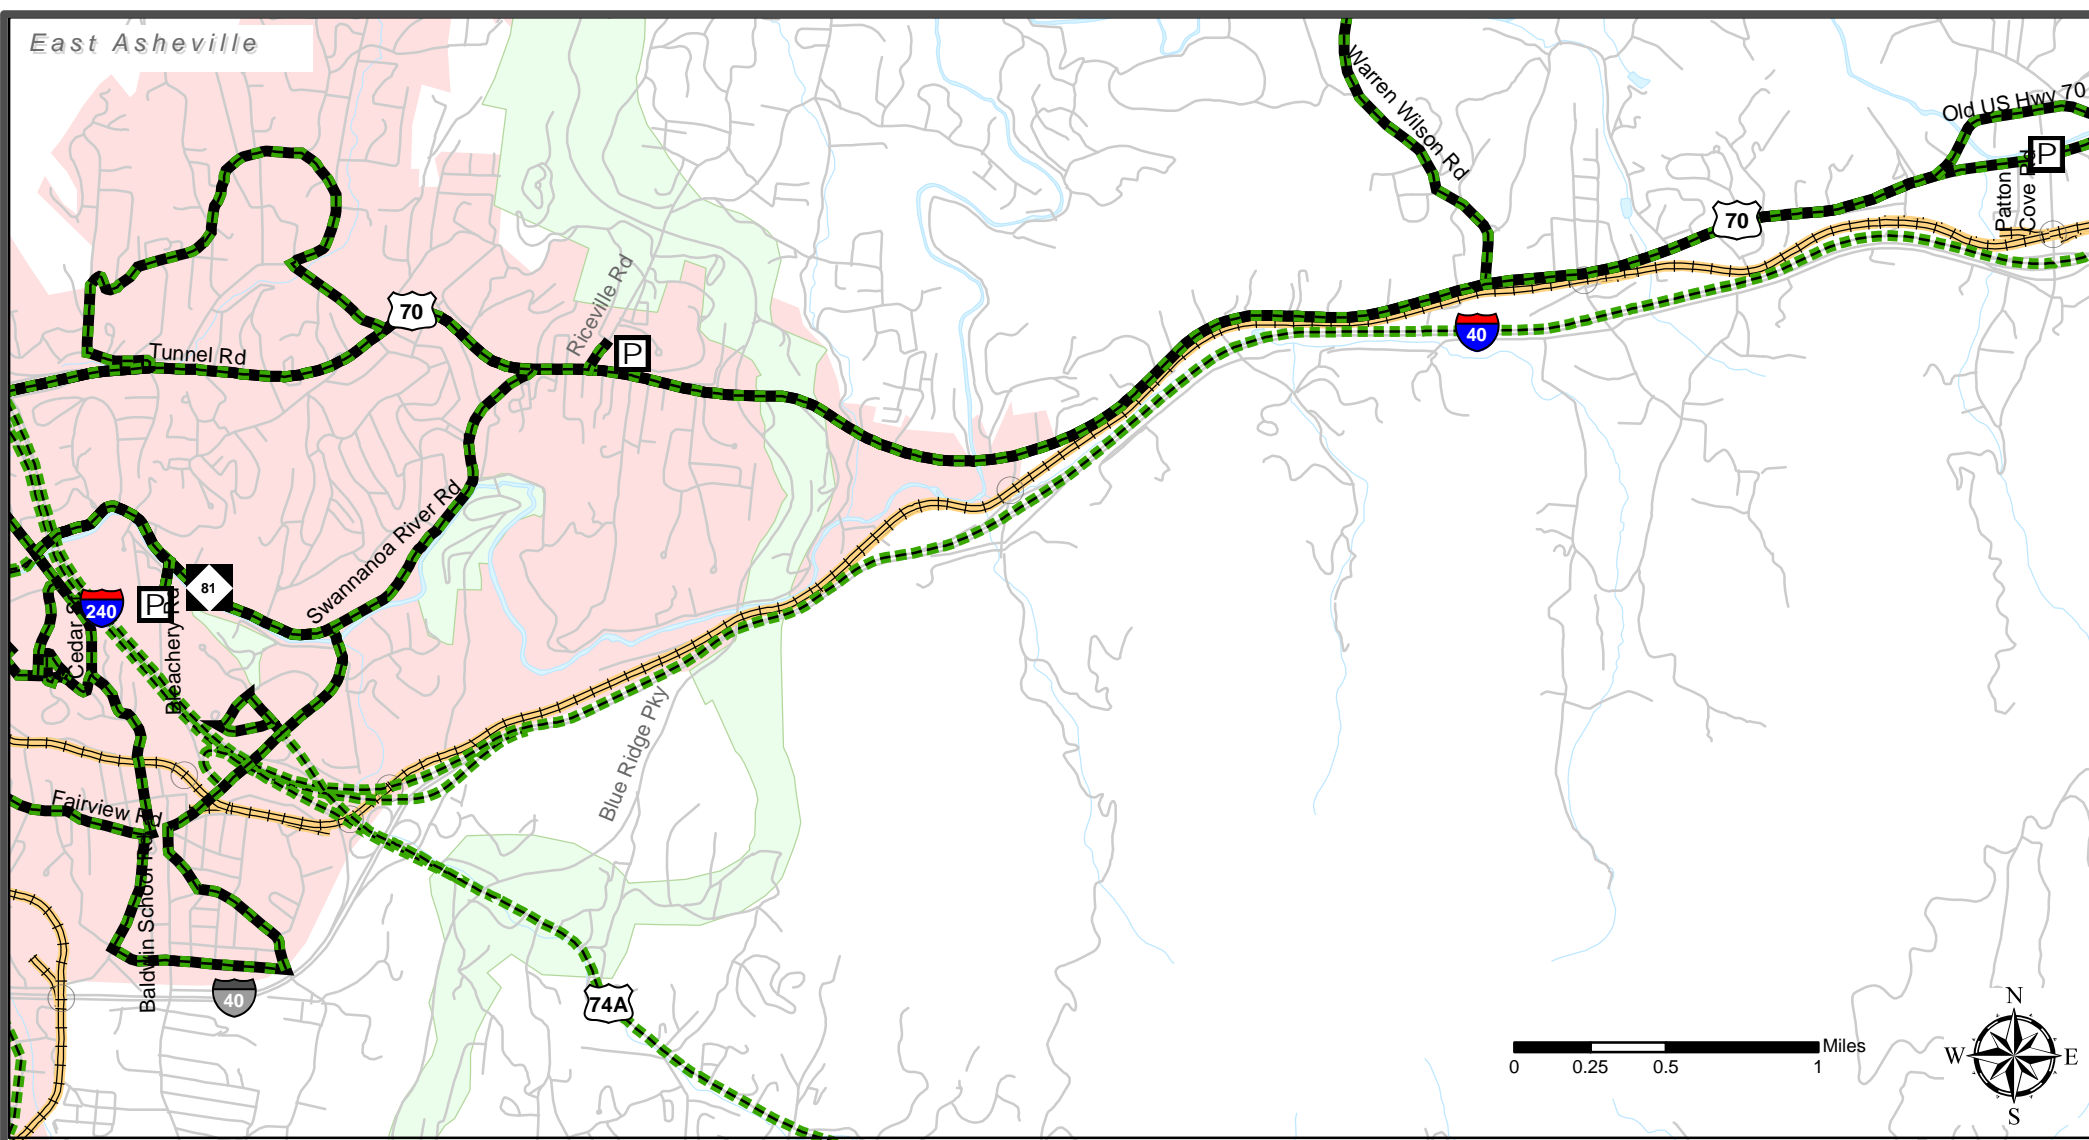 East Asheville
Warren Wilson Rd
Old US Hwy 70
P
Patton
Cove Rd
70
Riceville Rd
70
P
Tunnel Rd
40
Swannanoa River Rd
81
P
240
Cedar St
Bleachery Rd
Blue Ridge Pky
Fairview Rd
Baldwin School Rd
40
74A
N
W
E
S
Miles
0 0.25 0.5 1